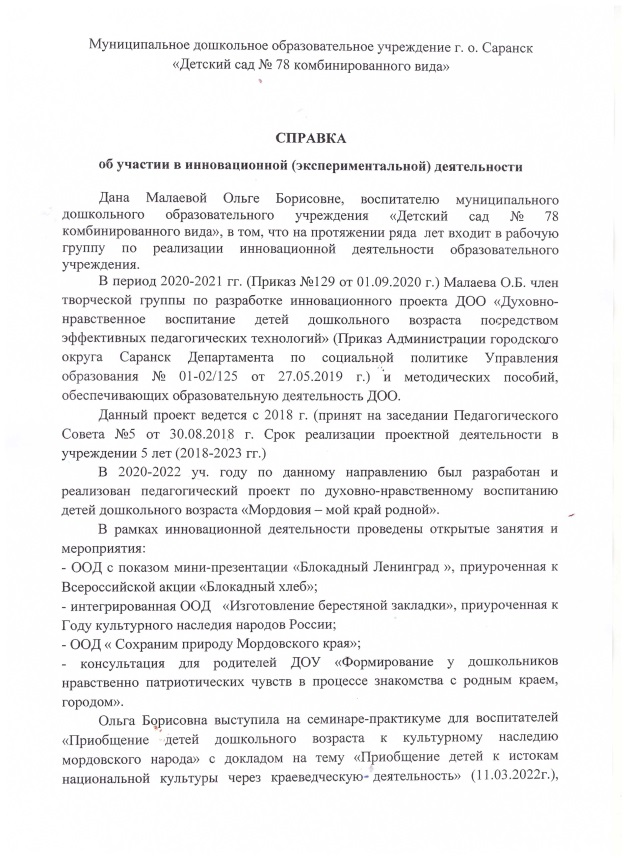 Муниципальное дошкольное образовательное учреждение г. о. Саранск
«Детский сад № 78 комбинированного вида»
СПРАВКА
об участии в инновационной (экспериментальной) деятельности
Дана Малаевой Ольге Борисовне, воспитателю муниципального
дошкольного образовательного учреждения «Детский сад № 78
комбинированного вида», в том, что на протяжении ряда лет входит в рабочую
группу по реализации инновационной деятельности образовательного
учреждения.
В период 2020-2021 гг. (Приказ №129 от 01.09.2020 г.) Малаева О.Б. член
творческой группы по разработке инновационного проекта ДОО «Духовно-
нравственное воспитание детей дошкольного возраста посредством
эффективных педагогических технологий» (Приказ Администрации городского
округа Саранск Департамента по социальной политике Управления
образования № 01-02/125 от 27.05.2019 г.) и методических пособий,
обеспечивающих образовательную деятельность ДОО.
Данный проект ведется с 2018 г. (принят на заседании Педагогического
Совета №5 от 30.08.2018 г. Срок реализации проектной деятельности в
учреждении 5 лет (2018-2023 гг.)
В 2020-2022 уч. году по данному направлению был разработан и
реализован педагогический проект по духовно-нравственному воспитанию
детей дошкольного возраста «Мордовия – мой край родной».
В рамках инновационной деятельности проведены открытые занятия и
мероприятия:
- ООД с показом мини-презентации «Блокадный Ленинград », приуроченная к
Всероссийской акции «Блокадный хлеб»;
- интегрированная ООД «Изготовление берестяной закладки», приуроченная к
Году культурного наследия народов России;
- ООД « Сохраним природу Мордовского края»;
- консультация для родителей ДОУ «Формирование у дошкольников
нравственно патриотических чувств в процессе знакомства с родным краем,
городом».
Ольга Борисовна выступила на семинаре-практикуме для воспитателей
«Приобщение детей дошкольного возраста к культурному наследию
мордовского народа» с докладом на тему «Приобщение детей к истокам
национальной культуры через краеведческую деятельность» (11.03.2022г.),